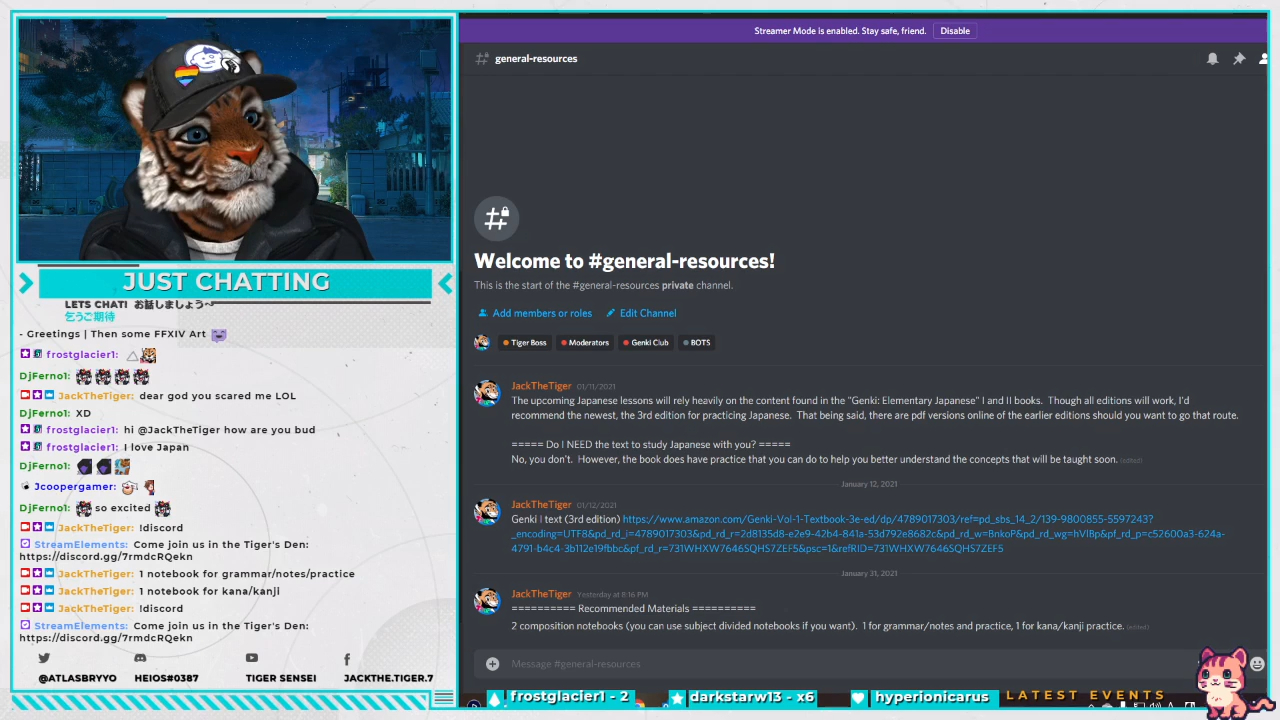 JUST CHATTING
LETS CHAT! お話しましょう~
乞うご期待
- Greetings | Then some FFXIV Art
frostglacier1:
DjFerno1:
JackTheTiger: dear god you scared me LOL
DjFerno1: XD
frostglacier1: hi @JackTheTiger how are you bud
frostglacier1: I love Japan
DjFerno1:
Jcoopergamer:
DjFerno1: so excited
JackTheTiger: !discord
StreamElements: Come join us in the Tiger's Den:
https://discord.gg/7rmdcRQekn
JackTheTiger: 1 notebook for grammar/notes/practice
JackTheTiger: 1 notebook for kana/kanji
JackTheTiger: !discord
StreamElements: Come join us in the Tiger's Den:
https://discord.gg/7rmdcRQekn
@ATLASBRYYO HEIOS#0387 TIGER SENSEI JACKTHE.TIGER.7
Streamer Mode is enabled. Stay safe, friend. Disable
general-resources
Welcome to #general-resources!
This is the start of the #general-resources private channel.
Add members or roles Edit Channel
Tiger Boss Moderators Genki Club BOTS
JackTheTiger 01/11/2021
The upcoming Japanese lessons will rely heavily on the content found in the "Genki: Elementary Japanese" I and II books. Though all editions will work, I'd
recommend the newest, the 3rd edition for practicing Japanese. That being said, there are pdf versions online of the earlier editions should you want to go that route.
===== Do I NEED the text to study Japanese with you? =====
No, you don't. However, the book does have practice that you can do to help you better understand the concepts that will be taught soon. (edited)
January 12, 2021
JackTheTiger 01/12/2021
Genki I text (3rd edition) https://www.amazon.com/Genki-Vol-1-Textbook-3e-ed/dp/4789017303/ref=pd_sbs_14_2/139-9800855-5597243?
_encoding=UTF8&pd_rd_i=4789017303&pd_rd_r=2d8135d8-e2e9-42b4-841a-53d792e8682c&pd_rd_w=8nkoP&pd_rd_wg=hVlBp&pf_rd_p=c52600a3-624a-
4791-b4c4-3b112e19fbbc&pf_rd_r=731WHXW7646SQHS7ZEF5&psc=1&refRID=731WHXW7646SQHS7ZEF5
January 31, 2021
JackTheTiger Yesterday at 8:16 PM
========== Recommended Materials ==========
2 composition notebooks (you can use subject divided notebooks if you want). 1 for grammar/notes and practice, 1 for kana/kanji practice. (edited)
Message #general-resources
frostglacier1 - 2 darkstarw13 - x6 hyperionicarus LATEST EVENTS